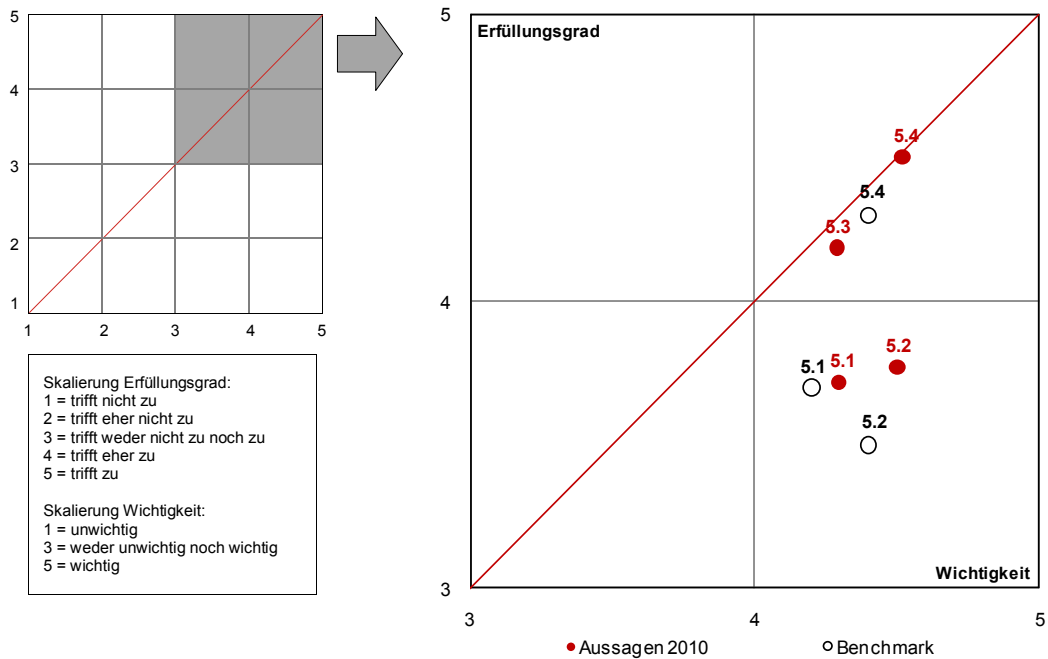 5
4
3
2
1
1
2
3
4
5
Skalierung Erfüllungsgrad:
1 = trifft nicht zu
2 = trifft eher nicht zu
3 = trifft weder nicht zu noch zu
4 = trifft eher zu
5 = trifft zu
Skalierung Wichtigkeit:
1 = unwichtig
3 = weder unwichtig noch wichtig
5 = wichtig
5
Erfüllungsgrad
5.4
5.4
5.3
4
5.2
5.1
5.1
5.2
Wichtigkeit
3
3
4
5
Aussagen 2010
Benchmark